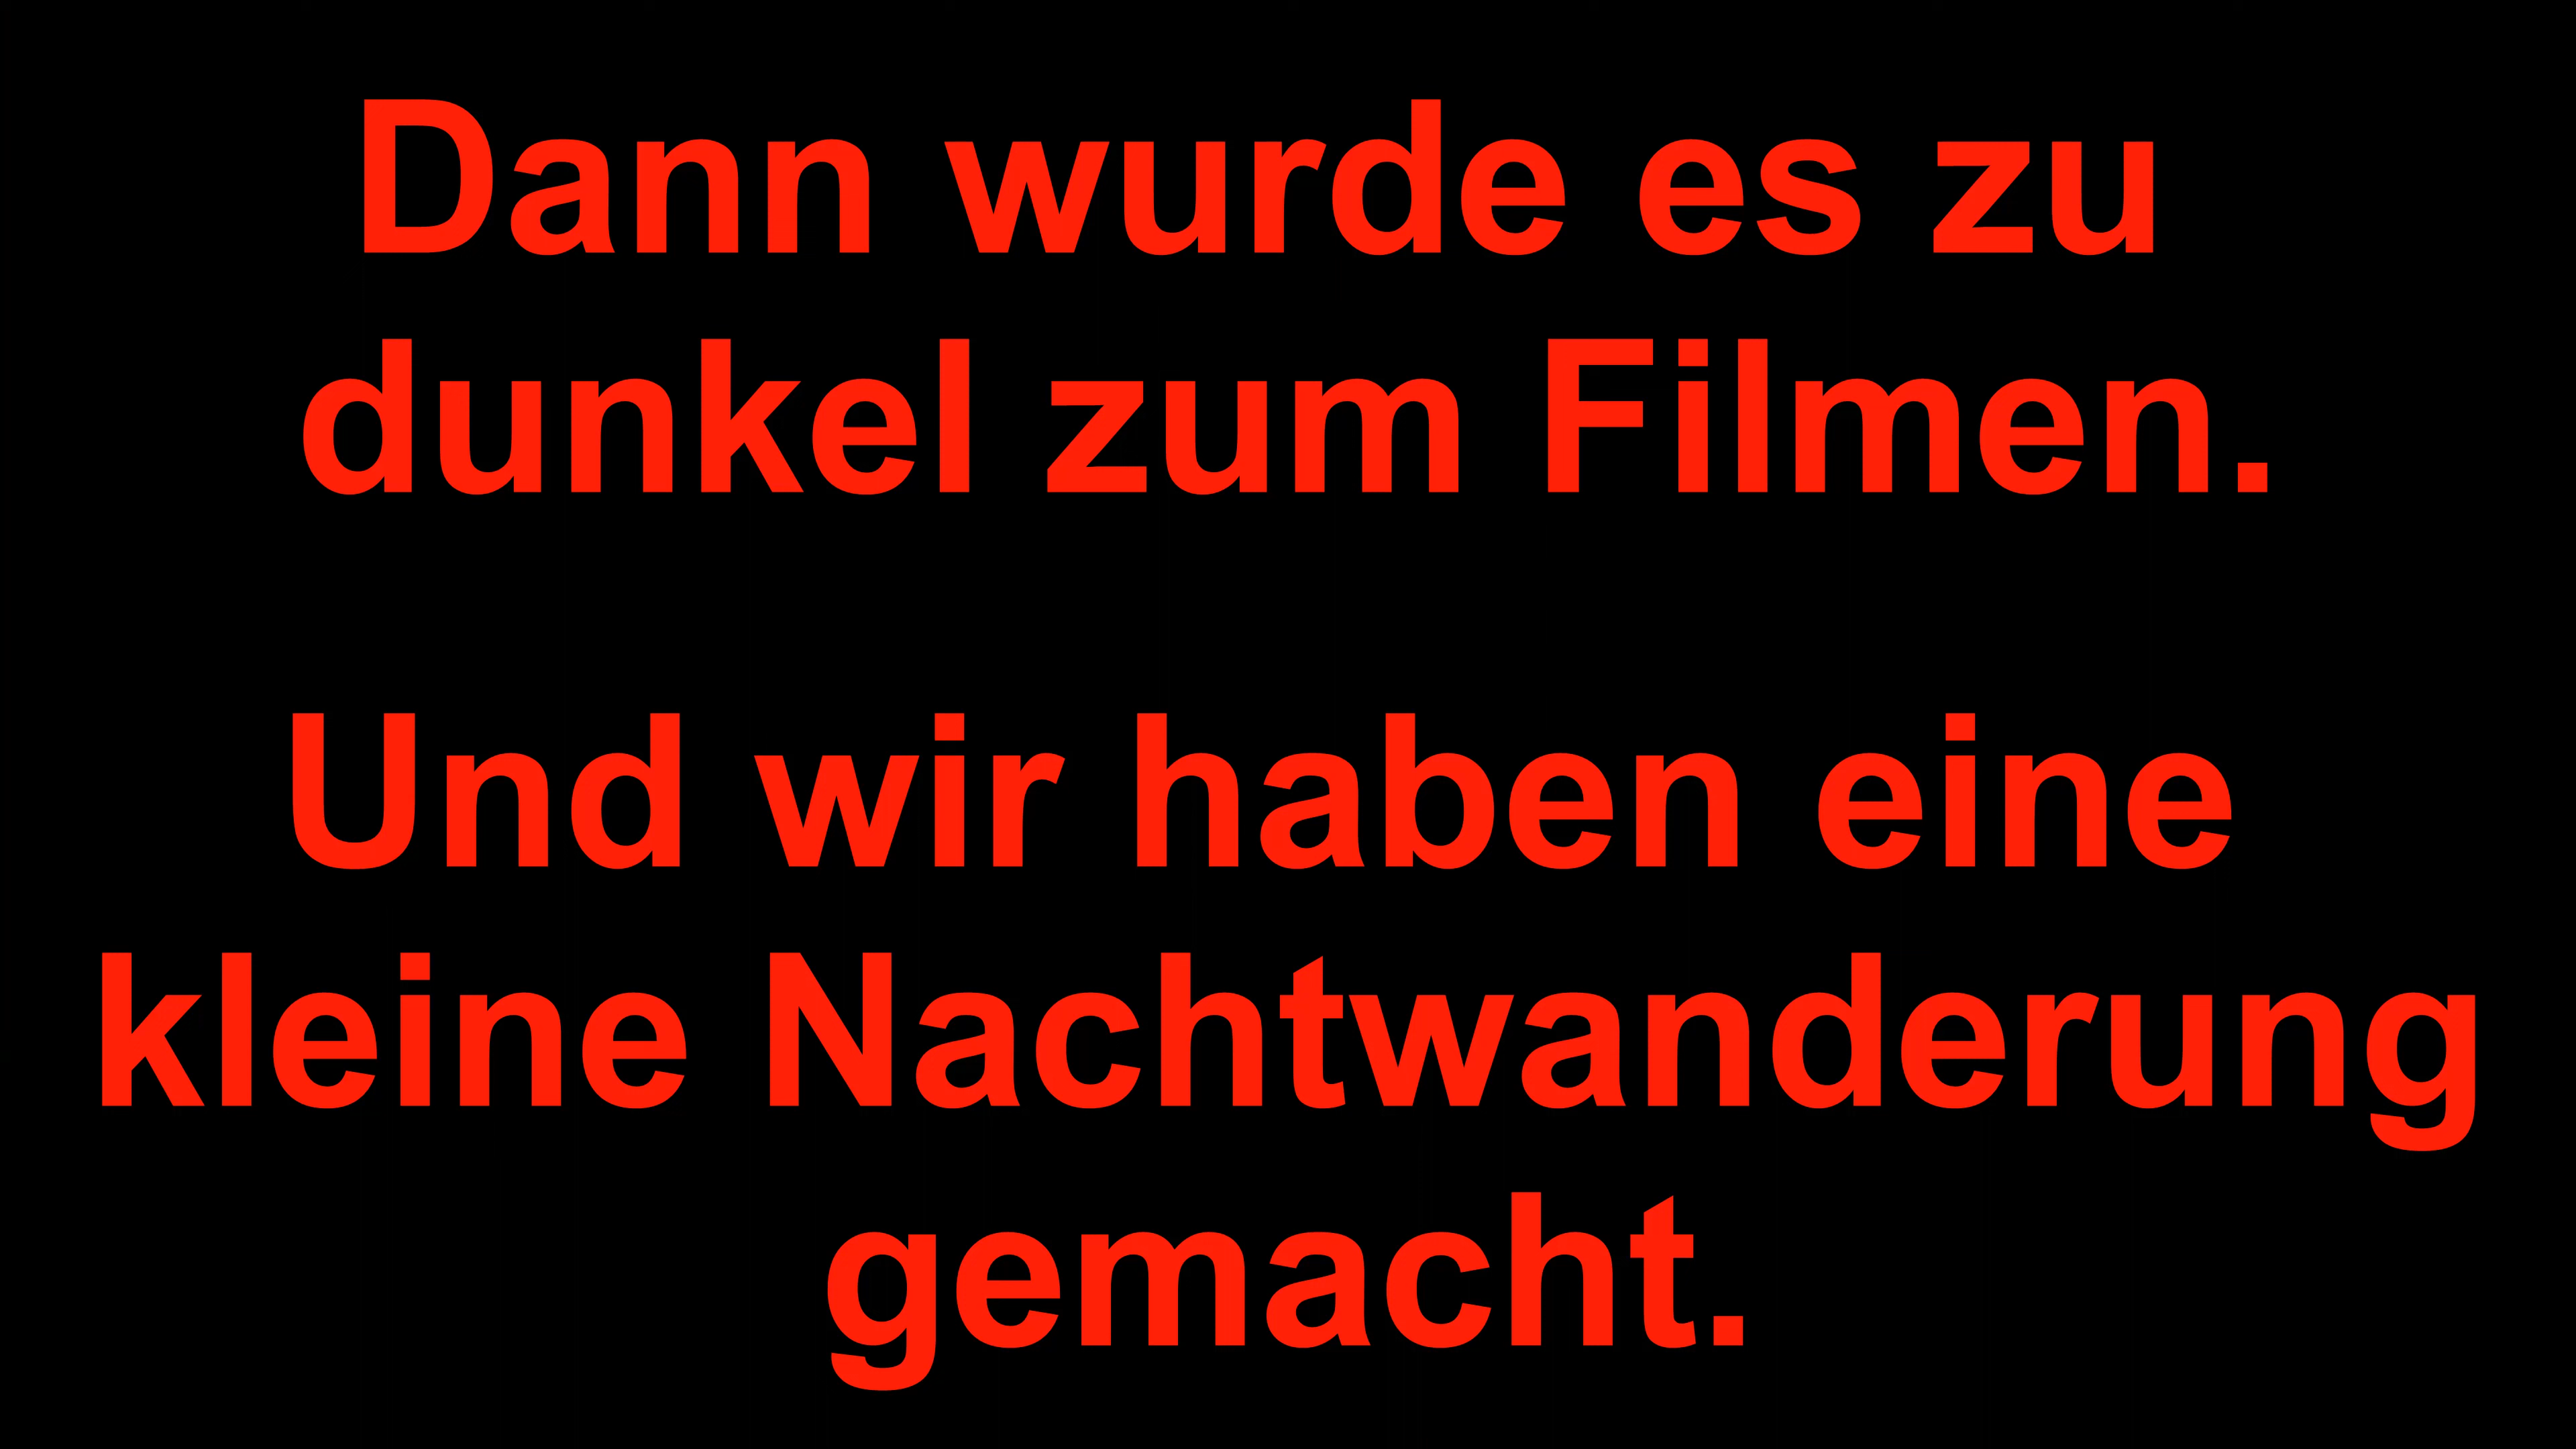 Dann wurde es zu
dunkel zum Filmen.
Und wir haben eine
kleine Nachtwanderung
gemacht.